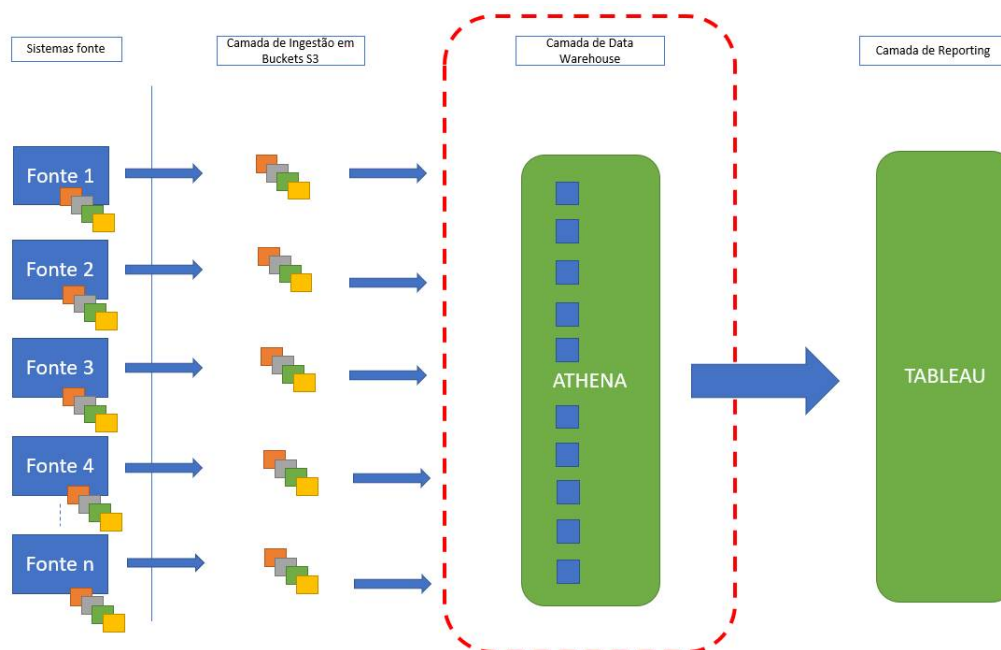 Sistemas fonte
Camada de Ingestão em
Buckets S3
Camada de Data
Warehouse
Camada de Reporting
Fonte 1
Fonte 2
Fonte 3
Fonte 4
Fonte n
ATHENA
TABLEAU